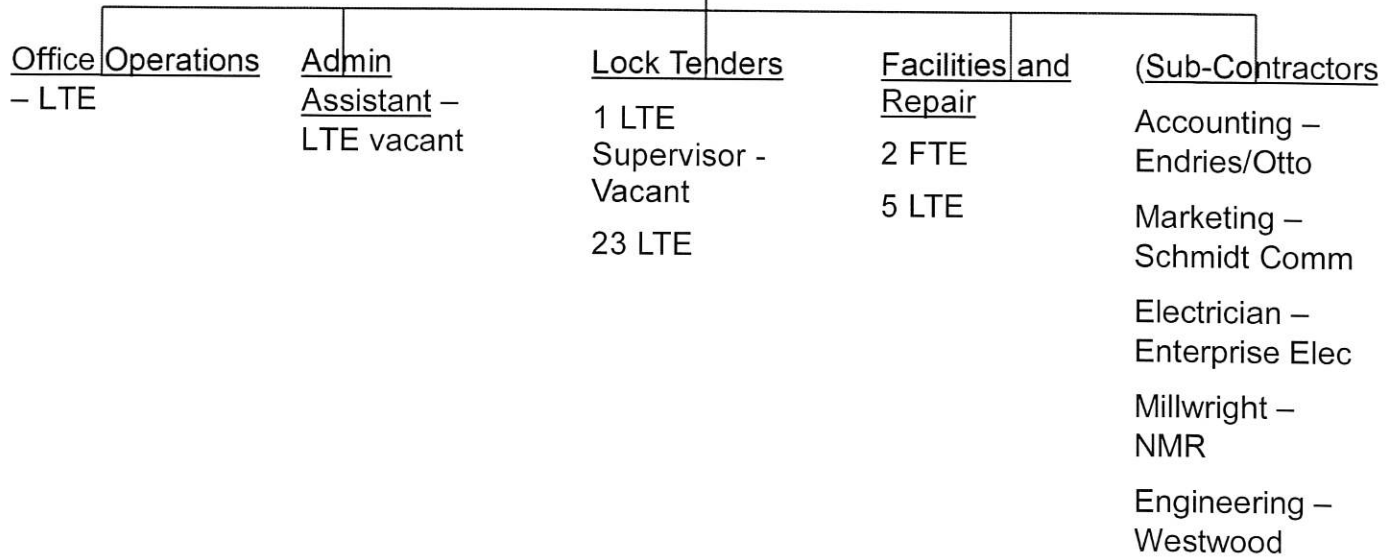 Office Operations
– LTE
Admin
Assistant –
LTE vacant
Lock Tenders
1 LTE
Supervisor -
Vacant
23 LTE
Facilities and
Repair
2 FTE
5 LTE
(Sub-Contractors
Accounting –
Endries/Otto
Marketing –
Schmidt Comm
Electrician –
Enterprise Elec
Millwright –
NMR
Engineering –
Westwood